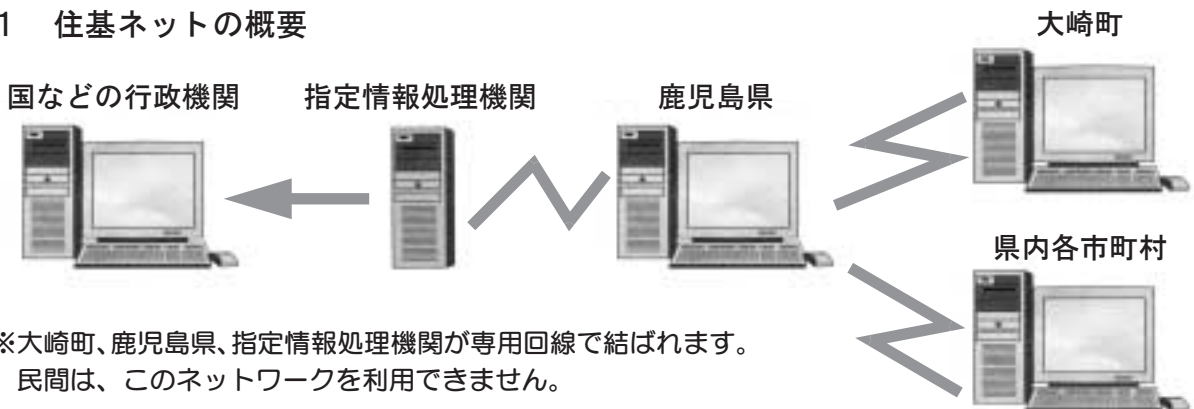 1　住基ネットの概要
大崎町
国などの行政機関
指定情報処理機関
鹿児島県
県内各市町村
※大崎町、鹿児島県、指定情報処理機関が専用回線で結ばれます。
民間は、このネットワークを利用できません。